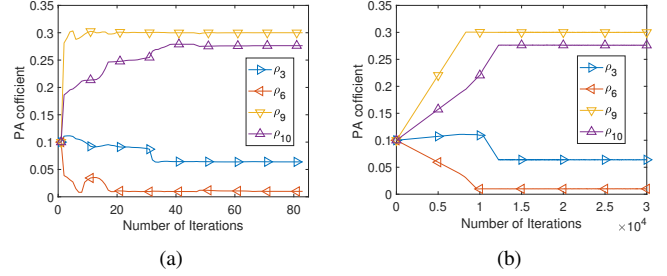 0.35
0.3
0.25
0.2
0.15
0.1
0.05
0
PA cofficient
0 20 40 60 80
Number of Iterations
ρ3
ρ6
ρ9
ρ10
(a)
0.35
0.3
0.25
0.2
0.15
0.1
0.05
0
PA cofficient
0 0.5 1 1.5 2 2.5 3
×10^4
Number of Iterations
ρ3
ρ6
ρ9
ρ10
(b)